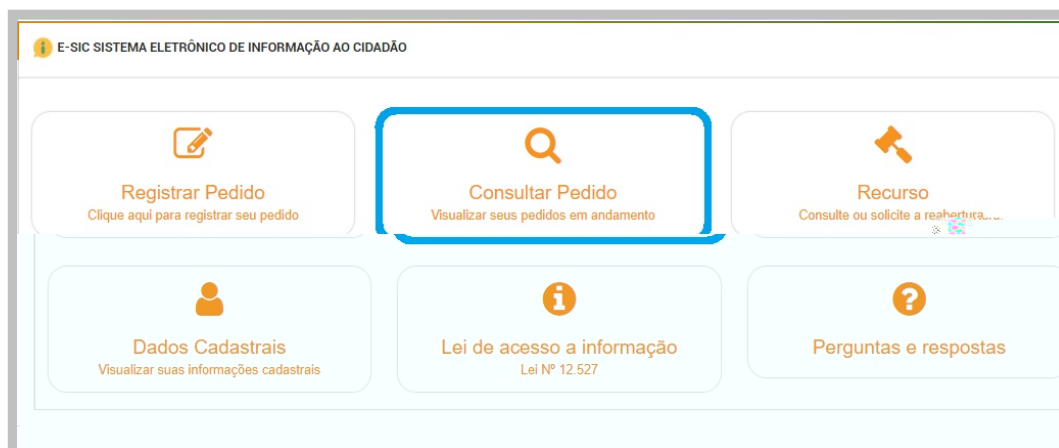 E-SIC SISTEMA ELETRÔNICO DE INFORMAÇÃO AO CIDADÃO
Registrar Pedido
Clique aqui para registrar seu pedido
Consultar Pedido
Visualizar seus pedidos em andamento
Recurso
Consulte ou solicite a reabertura
Dados Cadastrais
Visualizar suas informações cadastrais
Lei de acesso a informação
Lei Nº 12.527
Perguntas e respostas